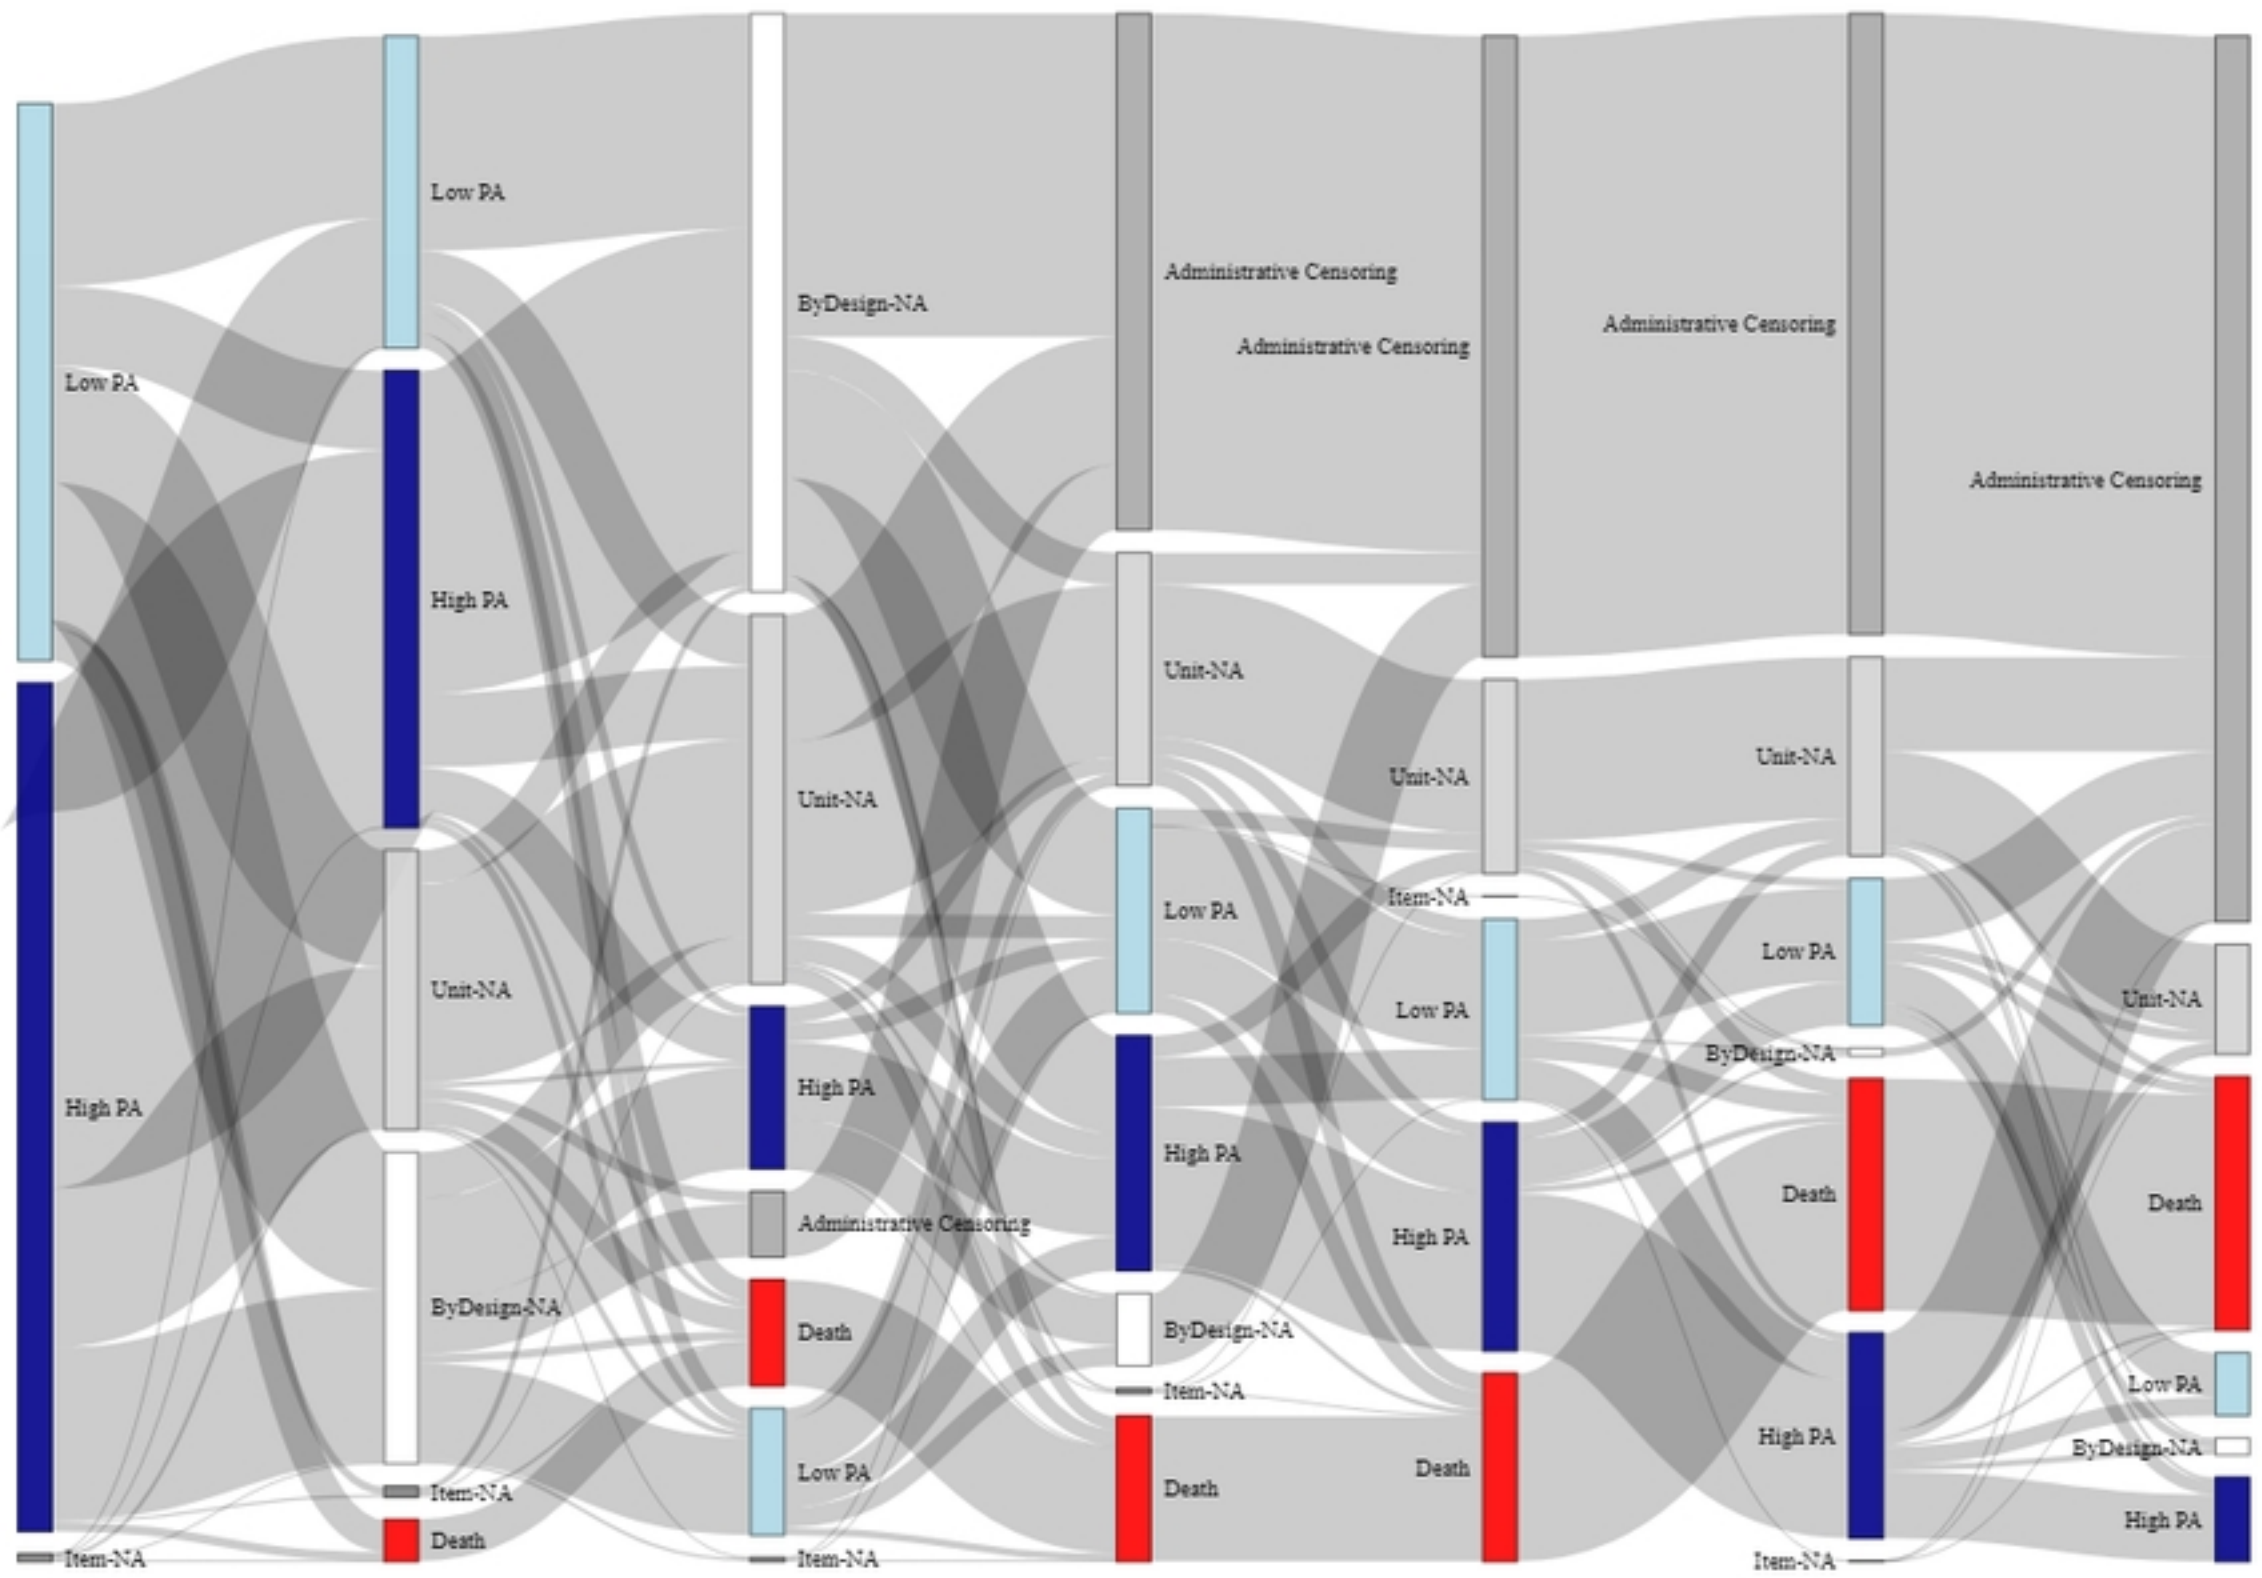 Low PA
High PA
Item-NA
Low PA
High PA
Unit-NA
ByDesign-NA
Item-NA
Death
ByDesign-NA
Unit-NA
High PA
Administrative Censoring
Death
Low PA
Item-NA
Administrative Censoring
Unit-NA
Low PA
High PA
ByDesign-NA
Item-NA
Death
Administrative Censoring
Unit-NA
Item-NA
Low PA
High PA
Death
Administrative Censoring
Unit-NA
Low PA
ByDesign-NA
Death
High PA
Item-NA
Administrative Censoring
Unit-NA
Death
Low PA
ByDesign-NA
High PA